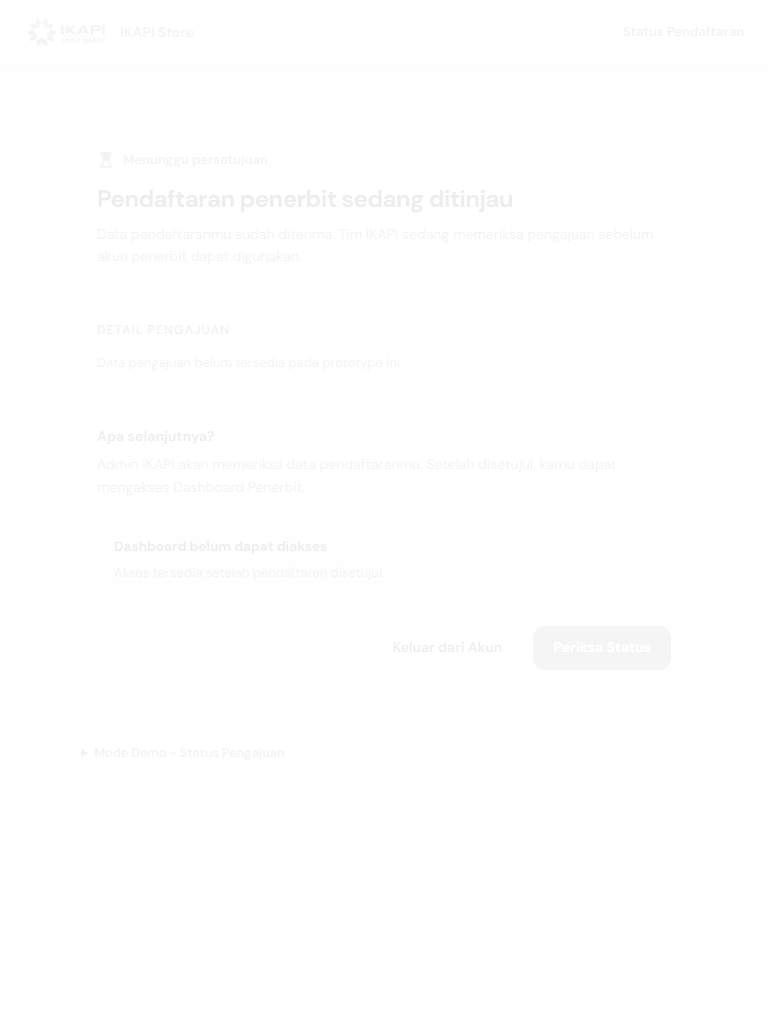 IKAPI
IKAPI Store
Status Pendaftaran
Menunggu persetujuan
Pendaftaran penerbit sedang ditinjau
Data pendaftaranmu sudah diterima. Tim IKAPI sedang memeriksa pengajuan sebelum
akun penerbit dapat digunakan.
DETAIL PENGAJUAN
Data pengajuan belum tersedia pada prototype ini.
Apa selanjutnya?
Admin IKAPI akan memeriksa data pendaftaranmu. Setelah disetujui, kamu dapat
mengakses Dashboard Penerbit.
Dashboard belum dapat diakses
Akses tersedia setelah pendaftaran disetujui.
Keluar dari Akun
Periksa Status
Mode Demo - Status Pengajuan